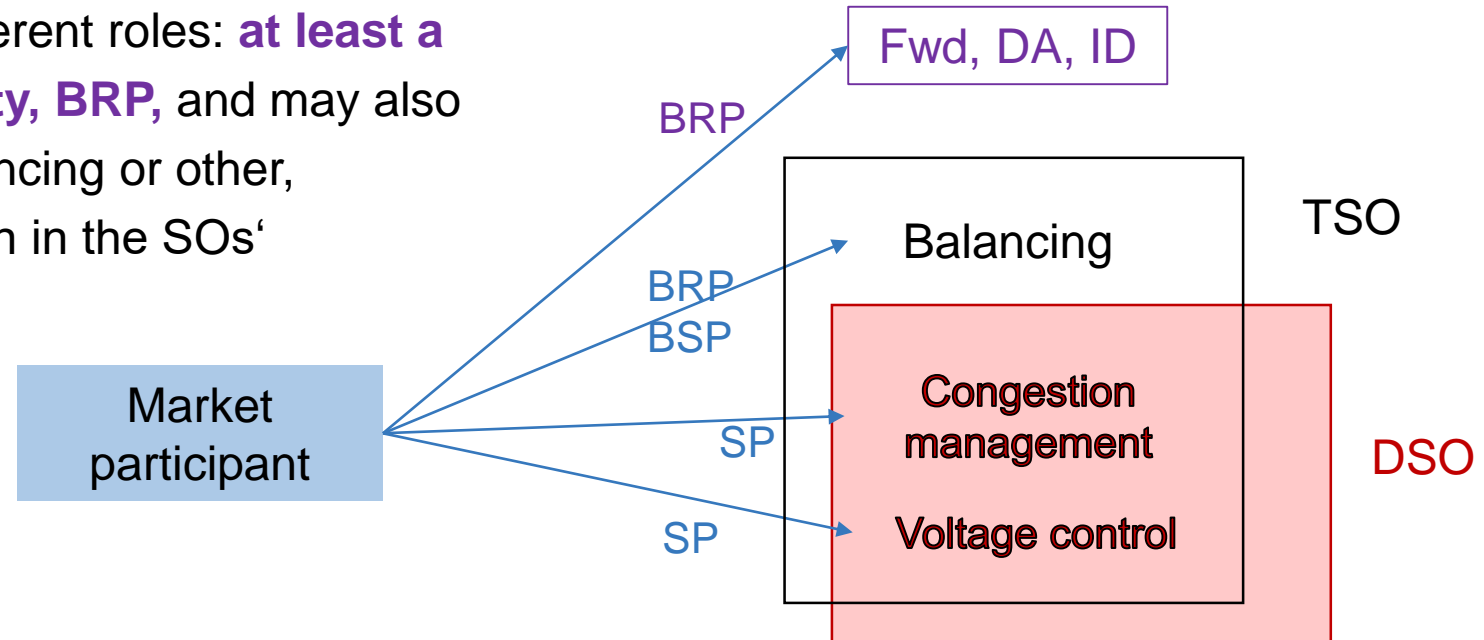 erent roles: at least a
ty, BRP, and may also
ncing or other,
n in the SOs‘
Fwd, DA, ID
BRP
TSO
Balancing
BRP
BSP
Market
participant
Congestion
management
SP
DSO
Voltage control
SP